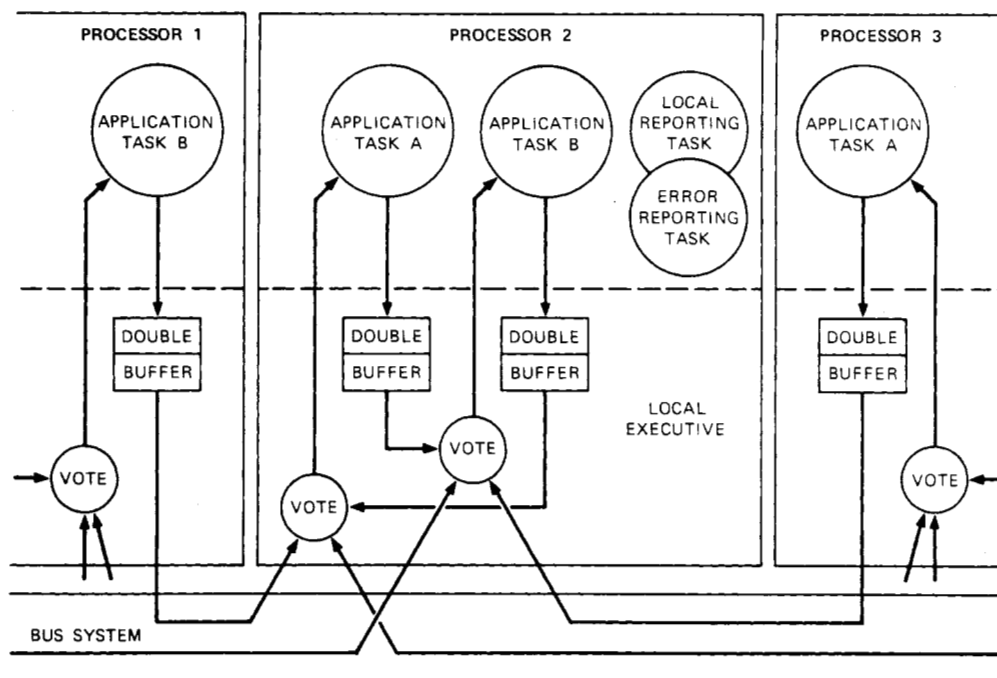 PROCESSOR 1
PROCESSOR 2
PROCESSOR 3
APPLICATION
TASK B
APPLICATION
TASK A
APPLICATION
TASK B
LOCAL
REPORTING
TASK
ERROR
REPORTING
TASK
APPLICATION
TASK A
DOUBLE
BUFFER
DOUBLE
BUFFER
DOUBLE
BUFFER
DOUBLE
BUFFER
LOCAL
EXECUTIVE
VOTE
VOTE
VOTE
VOTE
BUS SYSTEM